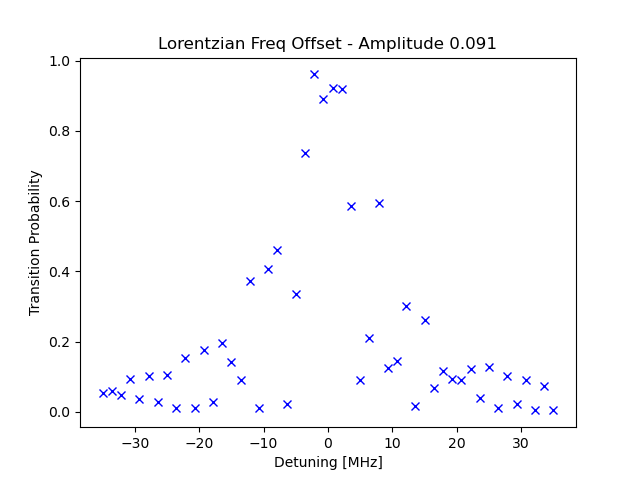 Lorentzian Freq Offset - Amplitude 0.091
1.0
0.8
0.6
0.4
0.2
0.0
Transition Probability
−30 −20 −10 0 10 20 30
Detuning [MHz]